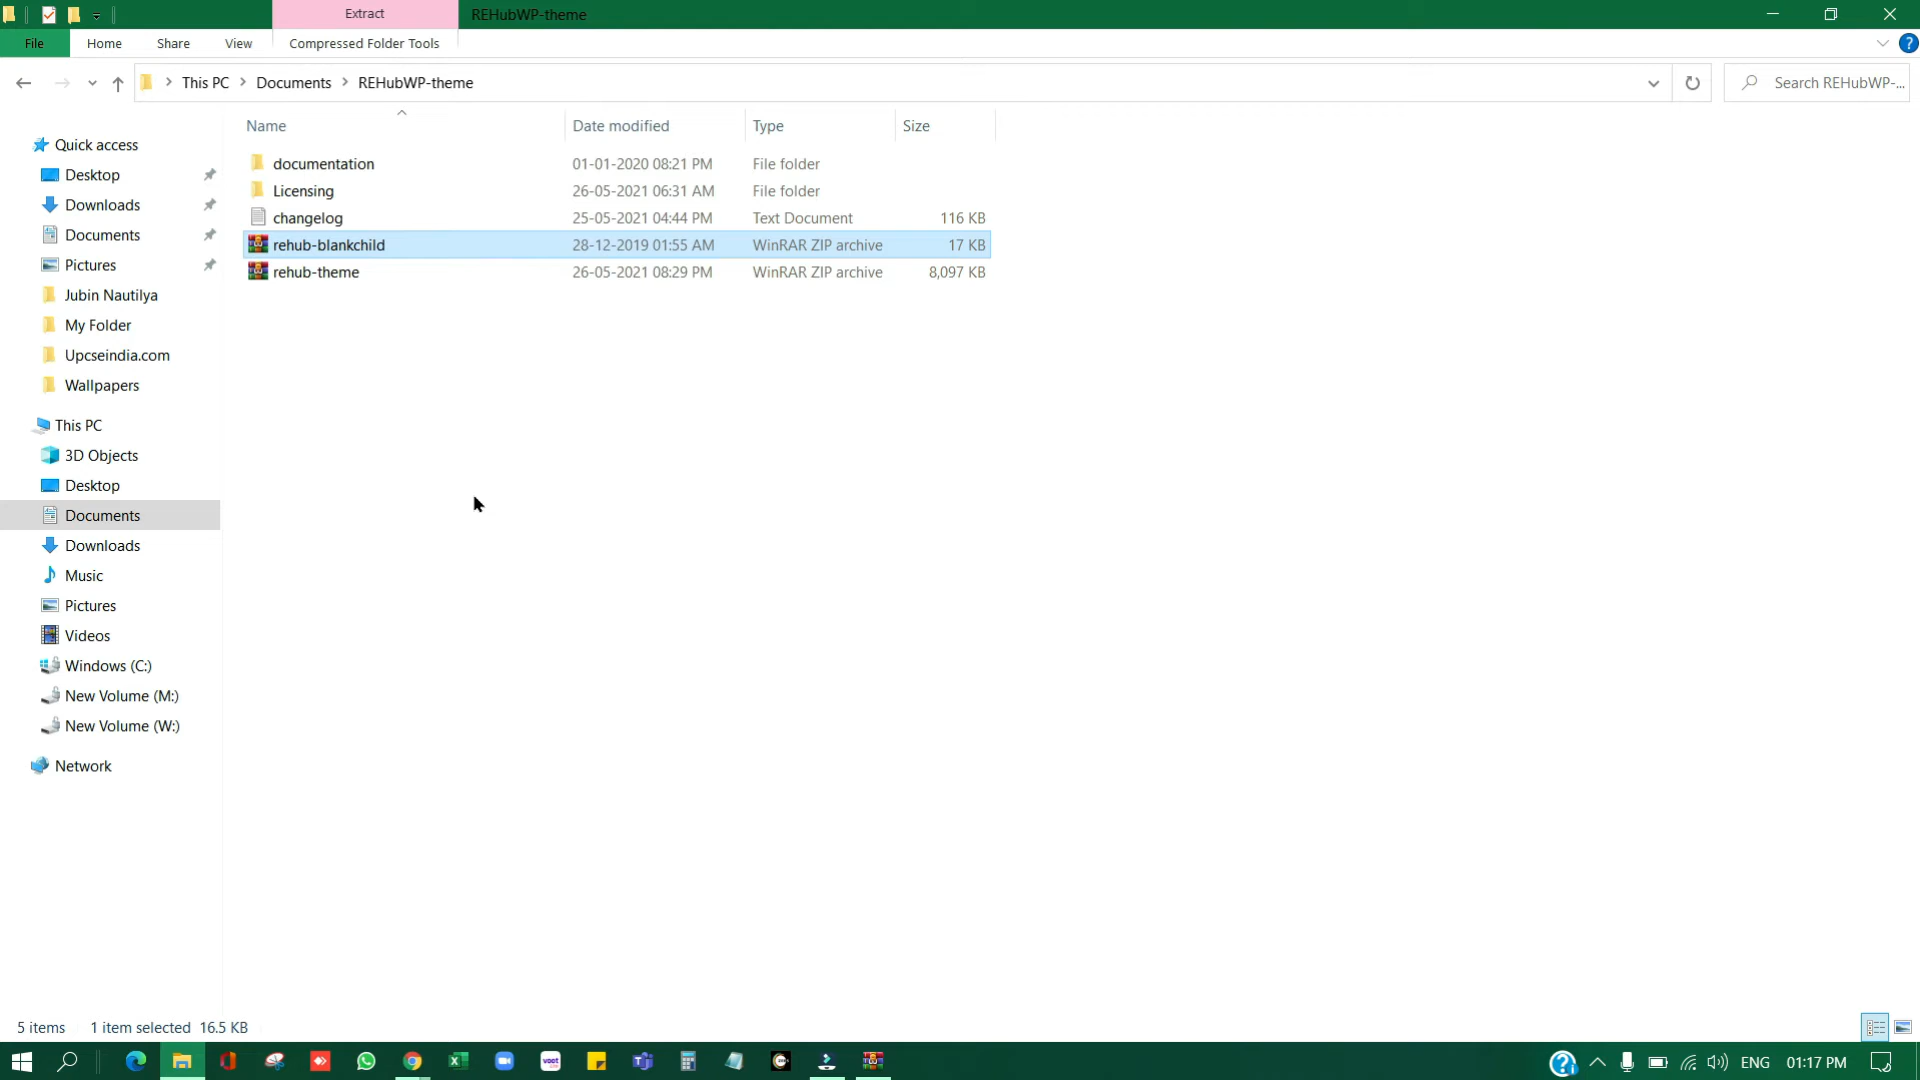 Extract
REHubWP-theme
File
Home
Share
View
Compressed Folder Tools
?
This PC
Documents
REHubWP-theme
Search REHubWP-...
Name
Date modified
Type
Size
Quick access
Desktop
Downloads
Documents
Pictures
Jubin Nautilya
My Folder
Upcseindia.com
Wallpapers
This PC
3D Objects
Desktop
Documents
Downloads
Music
Pictures
Videos
Windows (C:)
New Volume (M:)
New Volume (W:)
Network
documentation 01-01-2020 08:21 PM File folder
Licensing 26-05-2021 06:31 AM File folder
changelog 25-05-2021 04:44 PM Text Document 116 KB
rehub-blankchild 28-12-2019 01:55 AM WinRAR ZIP archive 17 KB
rehub-theme 26-05-2021 08:29 PM WinRAR ZIP archive 8,097 KB
5 items 1 item selected 16.5 KB
voot
ENG
01:17 PM